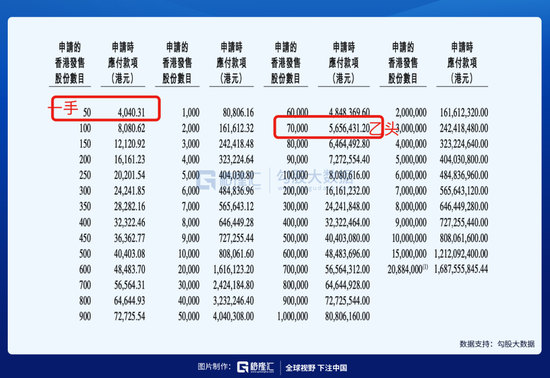 申請的 申請時 申請的 申請時 申請的 申請時 申請的 申請時
香港發售 應付款項 香港發售 應付款項 香港發售 應付款項 香港發售 應付款項
股份數目 （港元） 股份數目 （港元） 股份數目 （港元） 股份數目 （港元）
一手 50 4,040.31 1,000 80,806.16 60,000 4,848,369.60 2,000,000 161,612,320.00
100 8,080.62 2,000 161,612.32 70,000 5,656,431.20 乙头 3,000,000 242,418,480.00
150 12,120.92 3,000 242,418.48 80,000 6,464,492.80 4,000,000 323,224,640.00
200 16,161.23 4,000 323,224.64 90,000 7,272,554.40 5,000,000 404,030,800.00
250 20,201.54 5,000 404,030.80 100,000 8,080,616.00 6,000,000 484,836,960.00
300 24,241.85 6,000 484,836.96 200,000 16,161,232.00 7,000,000 565,643,120.00
350 28,282.16 7,000 565,643.12 300,000 24,241,848.00 8,000,000 646,449,280.00
400 32,322.46 8,000 646,449.28 400,000 32,322,464.00 9,000,000 727,255,440.00
450 36,362.77 9,000 727,255.44 500,000 40,403,080.00 10,000,000 808,061,600.00
500 40,403.08 10,000 808,061.60 600,000 48,483,696.00 15,000,000 1,212,092,400.00
600 48,483.70 20,000 1,616,123.20 700,000 56,564,312.00 20,884,000(1) 1,687,555,845.44
700 56,564.31 30,000 2,424,184.80 800,000 64,644,928.00
800 64,644.93 40,000 3,232,246.40 900,000 72,725,544.00
900 72,725.54 50,000 4,040,308.00 1,000,000 80,806,160.00
格隆汇 勾股大数据
数据支持：勾股大数据
图片制作： 格隆汇 全球视野 下注中国